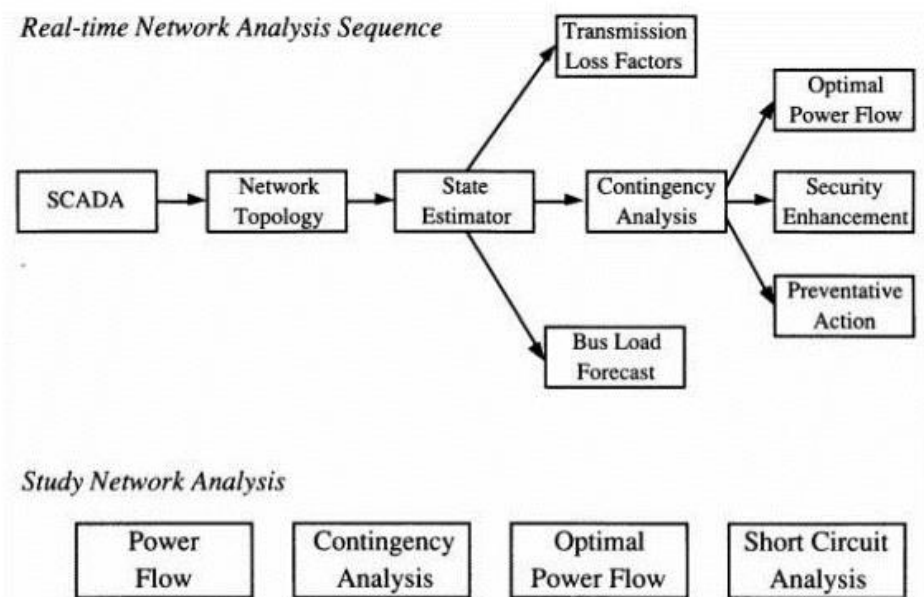 Real-time Network Analysis Sequence
Transmission
Loss Factors
Optimal
Power Flow
SCADA
Network
Topology
State
Estimator
Contingency
Analysis
Security
Enhancement
Preventative
Action
Bus Load
Forecast
Study Network Analysis
Power
Flow
Contingency
Analysis
Optimal
Power Flow
Short Circuit
Analysis